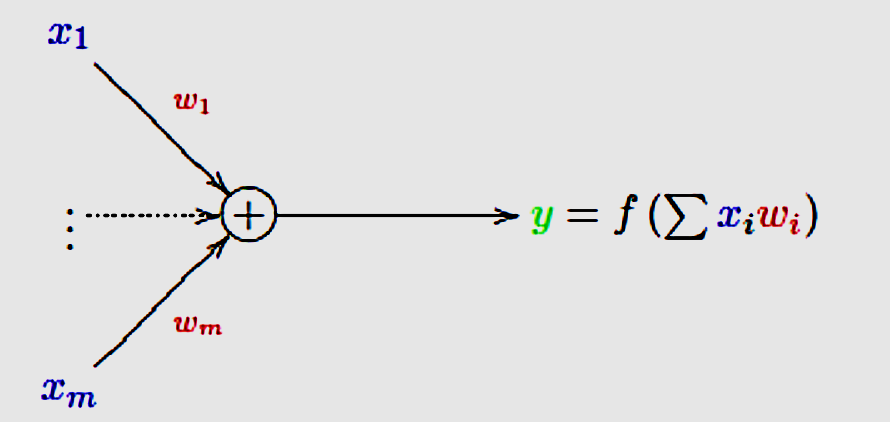 x₁
w₁
⋮ + y = f (∑ xᵢwᵢ)
wₘ
xₘ